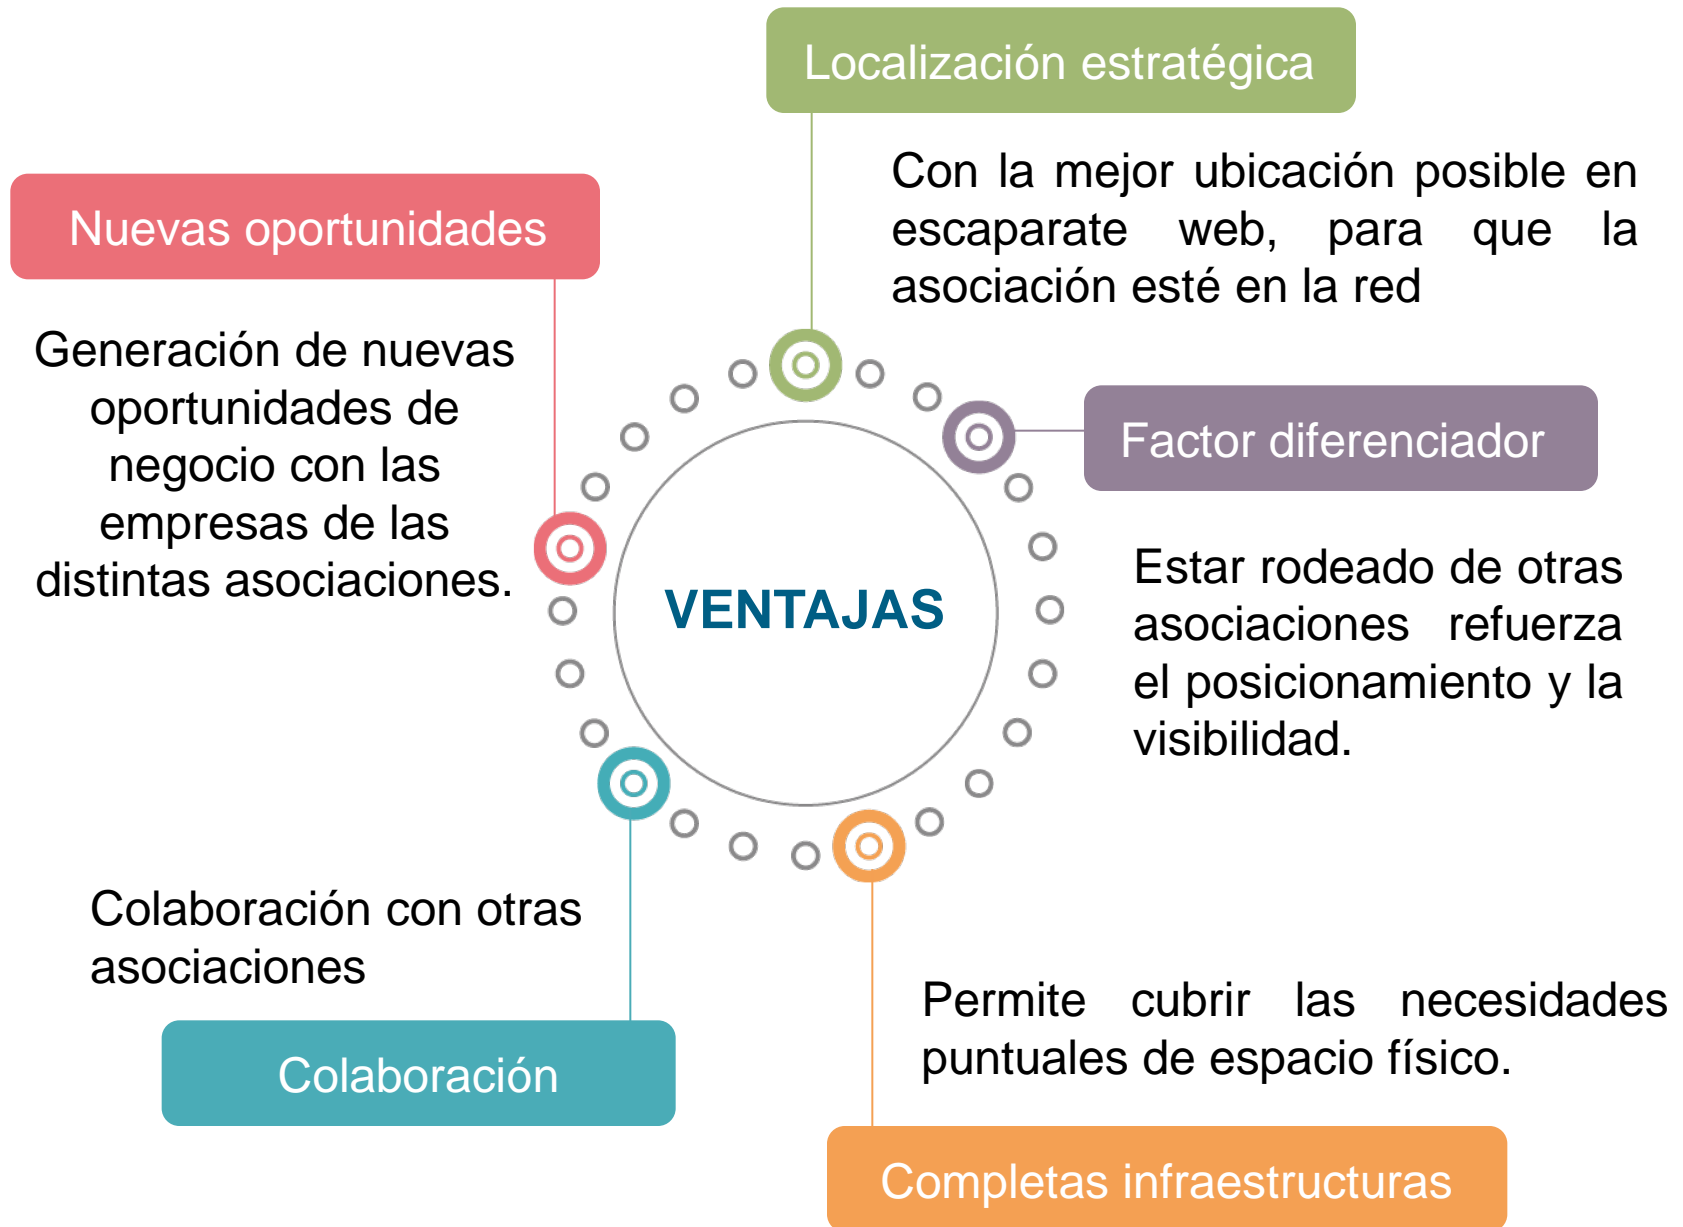 Localización estratégica
Con la mejor ubicación posible en
escaparate web, para que la
asociación esté en la red
Nuevas oportunidades
Generación de nuevas
oportunidades de
negocio con las
empresas de las
distintas asociaciones.
Factor diferenciador
Estar rodeado de otras
asociaciones refuerza
el posicionamiento y la
visibilidad.
VENTAJAS
Colaboración con otras
asociaciones
Colaboración
Permite cubrir las necesidades
puntuales de espacio físico.
Completas infraestructuras